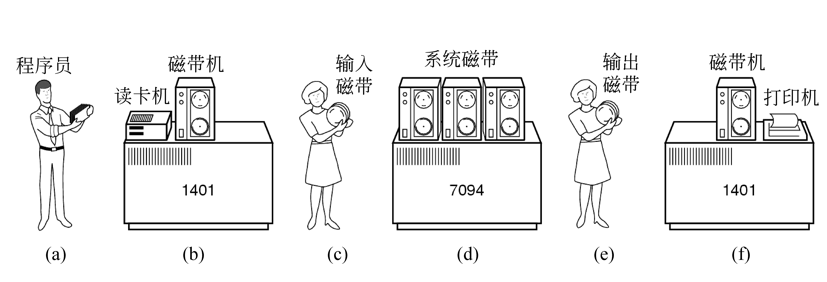 程序员
读卡机
磁带机
1401
输入
磁带
系统磁带
7094
输出
磁带
磁带机
打印机
1401
(a)
(b)
(c)
(d)
(e)
(f)